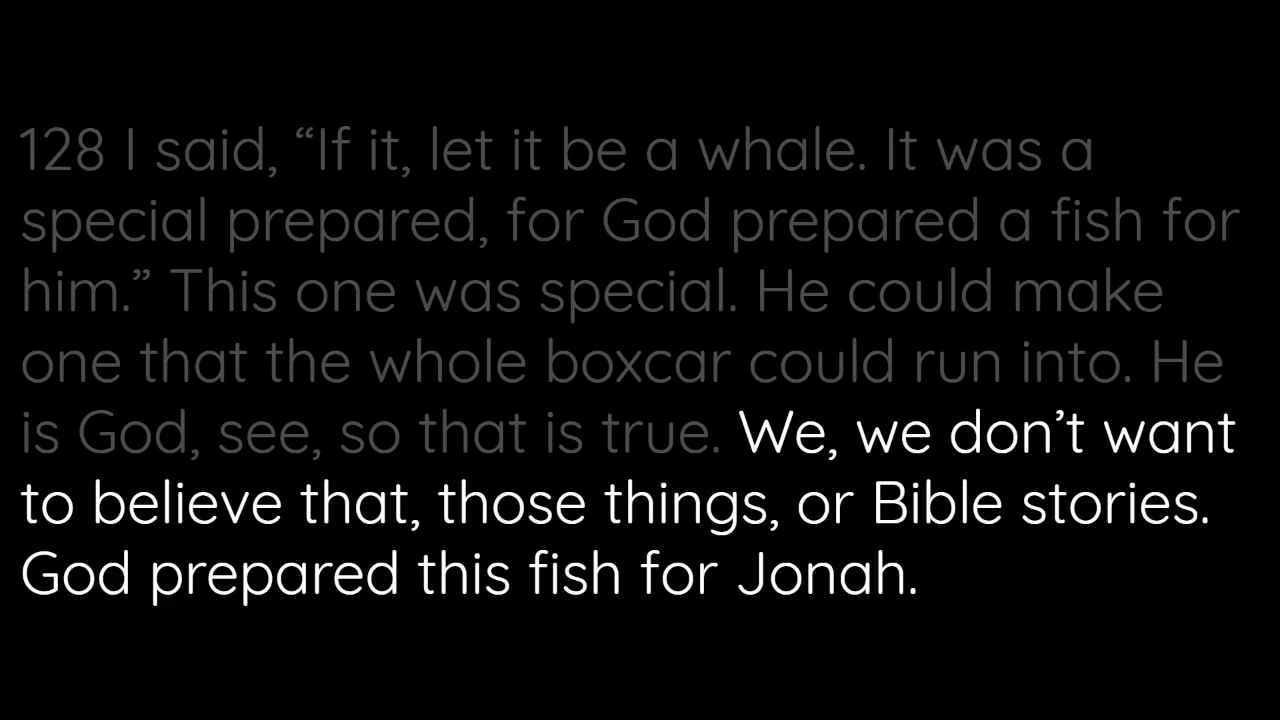 128 I said, “If it, let it be a whale. It was a
special prepared, for God prepared a fish for
him.” This one was special. He could make
one that the whole boxcar could run into. He
is God, see, so that is true. We, we don’t want
to believe that, those things, or Bible stories.
God prepared this fish for Jonah.